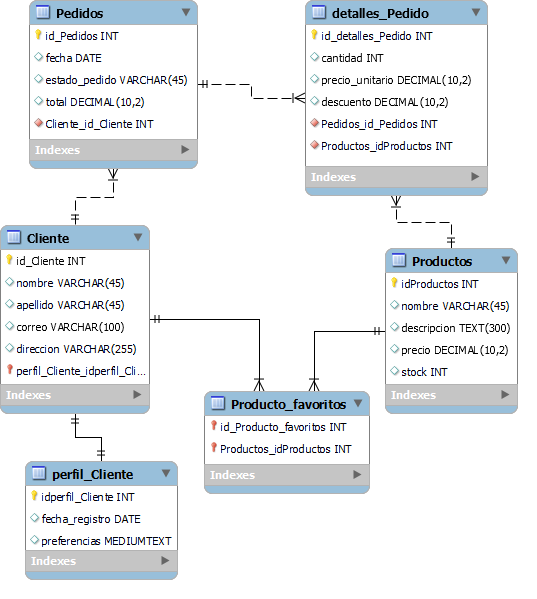 Pedidos
id_Pedidos INT
fecha DATE
estado_pedido VARCHAR(45)
total DECIMAL(10,2)
Cliente_id_Cliente INT
Indexes
detalles_Pedido
id_detalles_Pedido INT
cantidad INT
precio_unitario DECIMAL(10,2)
descuento DECIMAL(10,2)
Pedidos_id_Pedidos INT
Productos_idProductos INT
Indexes
Cliente
id_Cliente INT
nombre VARCHAR(45)
apellido VARCHAR(45)
correo VARCHAR(100)
direccion VARCHAR(255)
perfil_Cliente_idperfil_Cli...
Indexes
Productos
idProductos INT
nombre VARCHAR(45)
descripcion TEXT(300)
precio DECIMAL(10,2)
stock INT
Indexes
Producto_favoritos
id_Producto_favoritos INT
Productos_idProductos INT
Indexes
perfil_Cliente
idperfil_Cliente INT
fecha_registro DATE
preferencias MEDIUMTEXT
Indexes